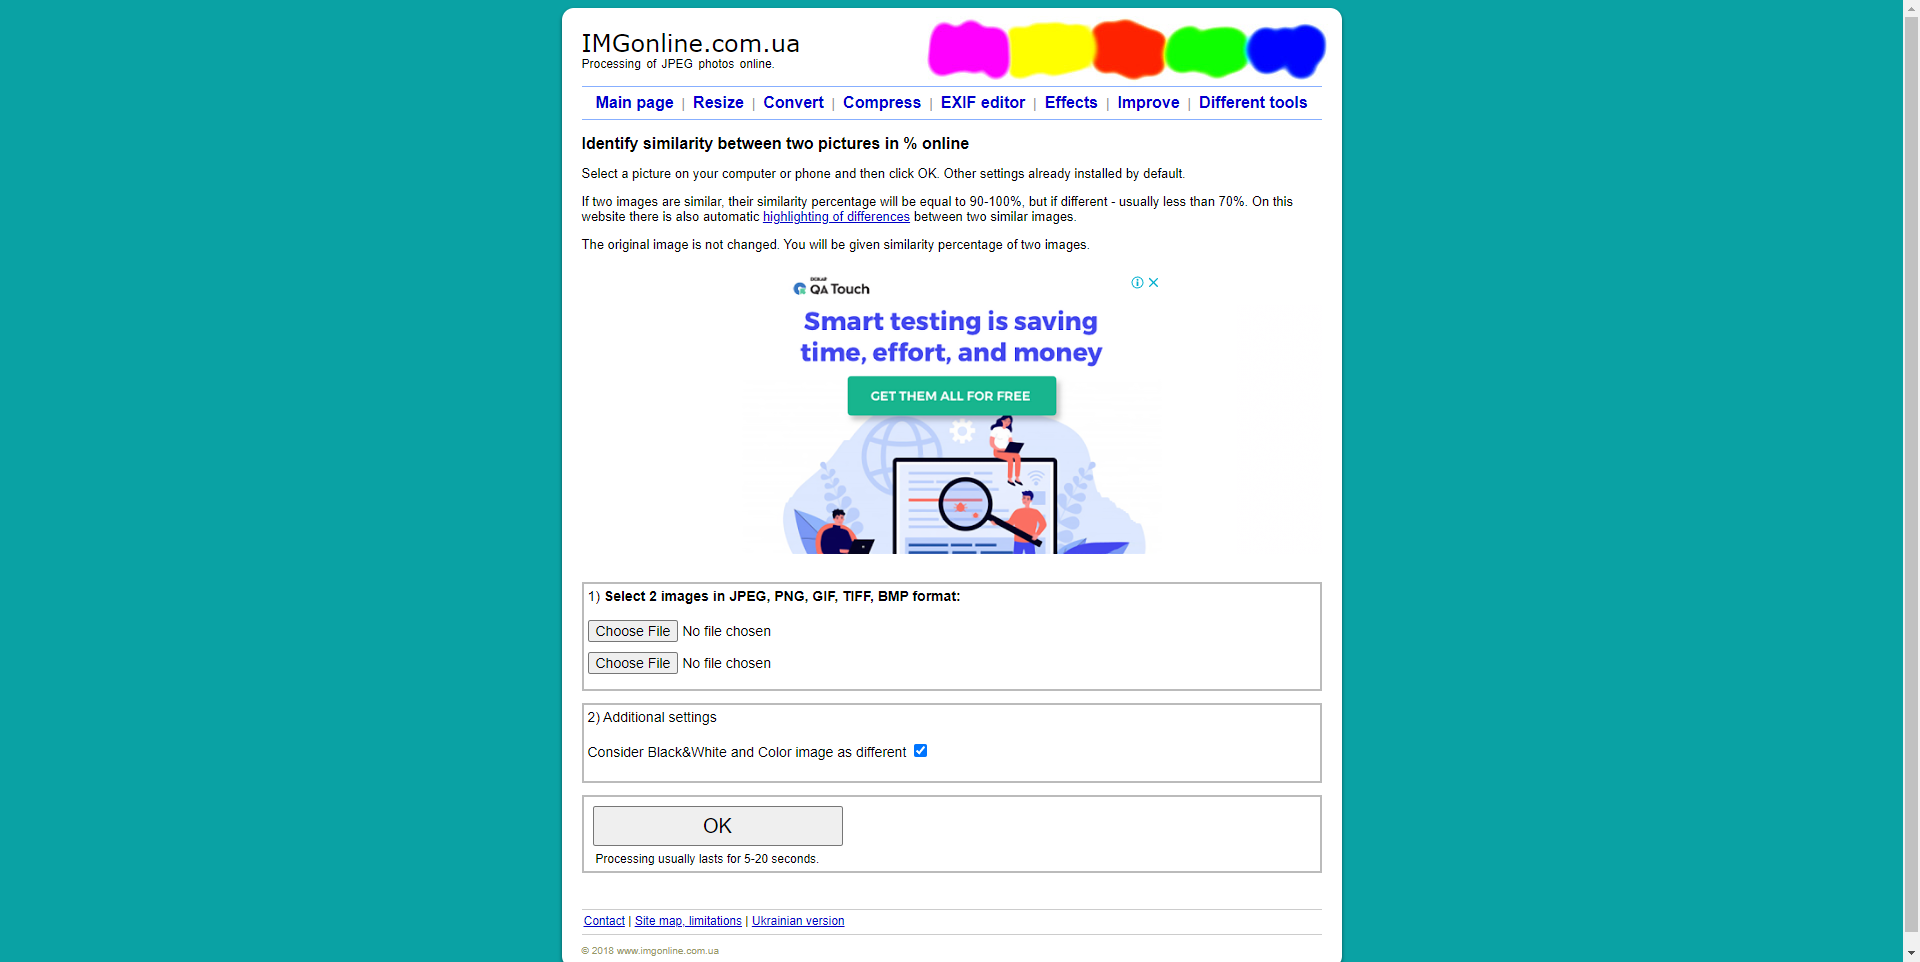 IMGonline.com.ua
Processing of JPEG photos online.
Main page | Resize | Convert | Compress | EXIF editor | Effects | Improve | Different tools
Identify similarity between two pictures in % online
Select a picture on your computer or phone and then click OK. Other settings already installed by default.
If two images are similar, their similarity percentage will be equal to 90-100%, but if different - usually less than 70%. On this
website there is also automatic highlighting of differences between two similar images.
The original image is not changed. You will be given similarity percentage of two images.
QA Touch
Smart testing is saving
time, effort, and money
GET THEM ALL FOR FREE
1) Select 2 images in JPEG, PNG, GIF, TIFF, BMP format:
Choose File No file chosen
Choose File No file chosen
2) Additional settings
Consider Black&White and Color image as different
OK
Processing usually lasts for 5-20 seconds.
Contact | Site map, limitations | Ukrainian version
© 2018 www.imgonline.com.ua